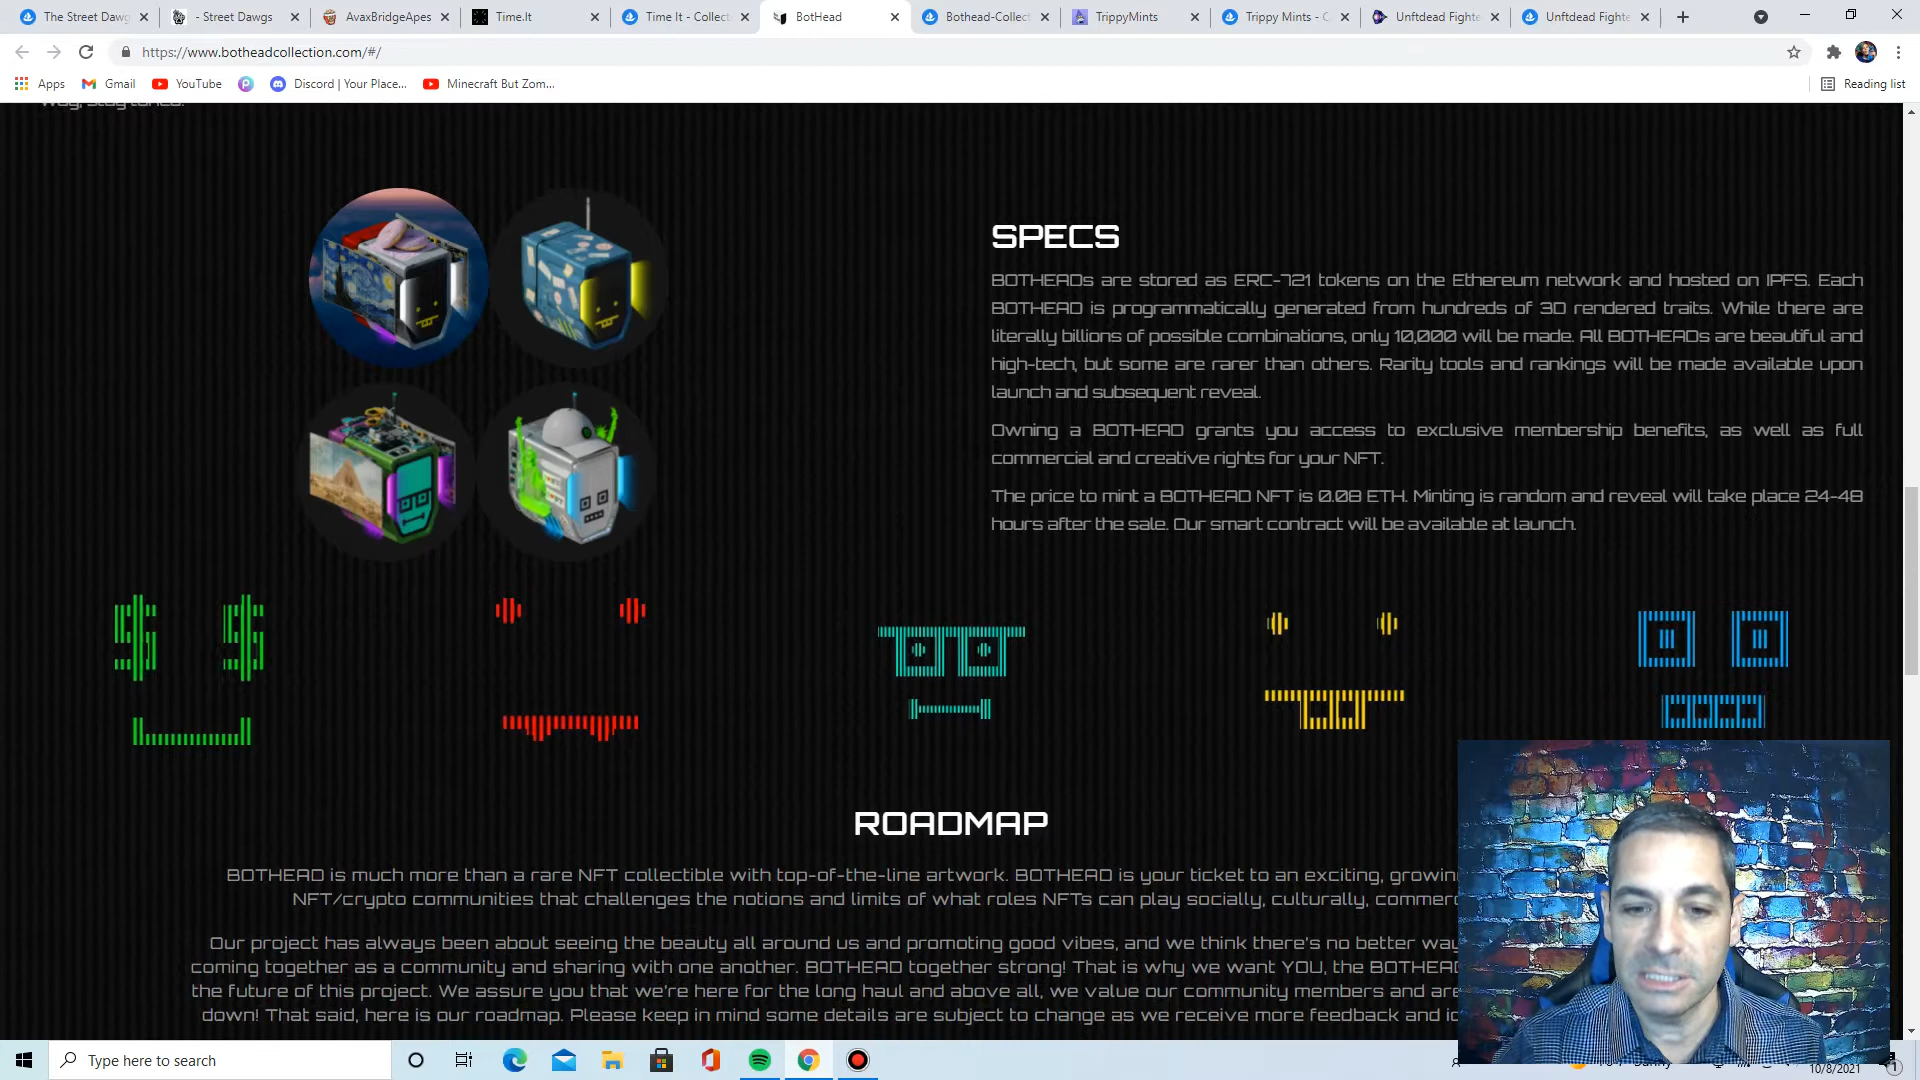 The Street Dawg
- Street Dawgs
AvaxBridgeApes
Time.It
Time It - Collect
BotHead
Bothead-Collect
TrippyMints
Trippy Mints - C
Unftdead Fighte
Unftdead Fighte
https://www.botheadcollection.com/#/
Apps
Gmail
YouTube
Discord | Your Place...
Minecraft But Zom...
Reading list
way, stay tuned.
SPECS
BOTHEADs are stored as ERC-721 tokens on the Ethereum network and hosted on IPFS. Each
BOTHEAD is programmatically generated from hundreds of 3D rendered traits. While there are
literally billions of possible combinations, only 10,000 will be made. All BOTHEADs are beautiful and
high-tech, but some are rarer than others. Rarity tools and rankings will be made available upon
launch and subsequent reveal.
Owning a BOTHEAD grants you access to exclusive membership benefits, as well as full
commercial and creative rights for your NFT.
The price to mint a BOTHEAD NFT is 0.08 ETH. Minting is random and reveal will take place 24-48
hours after the sale. Our smart contract will be available at launch.
ROADMAP
BOTHEAD is much more than a rare NFT collectible with top-of-the-line artwork. BOTHEAD is your ticket to an exciting, growin
NFT/crypto communities that challenges the notions and limits of what roles NFTs can play socially, culturally, commer
Our project has always been about seeing the beauty all around us and promoting good vibes, and we think there's no better way
coming together as a community and sharing with one another. BOTHEAD together strong! That is why we want YOU, the BOTHEA
the future of this project. We assure you that we're here for the long haul and above all, we value our community members and are
down! That said, here is our roadmap. Please keep in mind some details are subject to change as we receive more feedback and i
Type here to search
10/8/2021
1